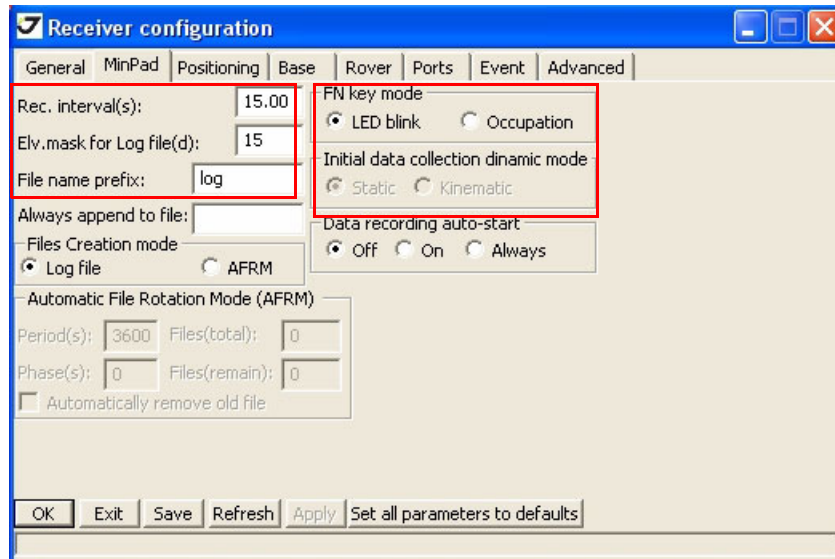 Receiver configuration
General MinPad Positioning Base Rover Ports Event Advanced
Rec. interval(s): 15.00
Elv.mask for Log file(d): 15
File name prefix: log
Always append to file:
Files Creation mode
Log file AFRM
FN key mode
LED blink Occupation
Initial data collection dinamic mode
Static Kinematic
Data recording auto-start
Off On Always
Automatic File Rotation Mode (AFRM)
Period(s): 3600 Files(total): 0
Phase(s): 0 Files(remain): 0
Automatically remove old file
OK Exit Save Refresh Apply Set all parameters to defaults